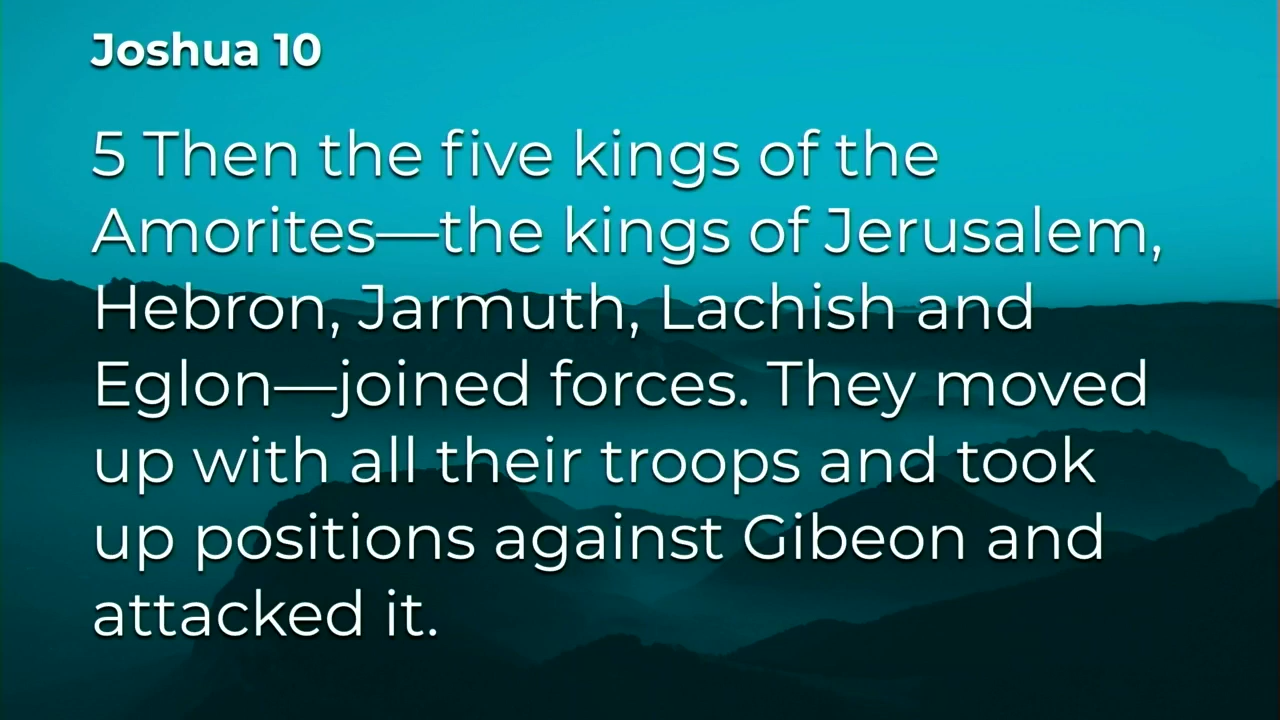 Joshua 10
5 Then the five kings of the
Amorites—the kings of Jerusalem,
Hebron, Jarmuth, Lachish and
Eglon—joined forces. They moved
up with all their troops and took
up positions against Gibeon and
attacked it.